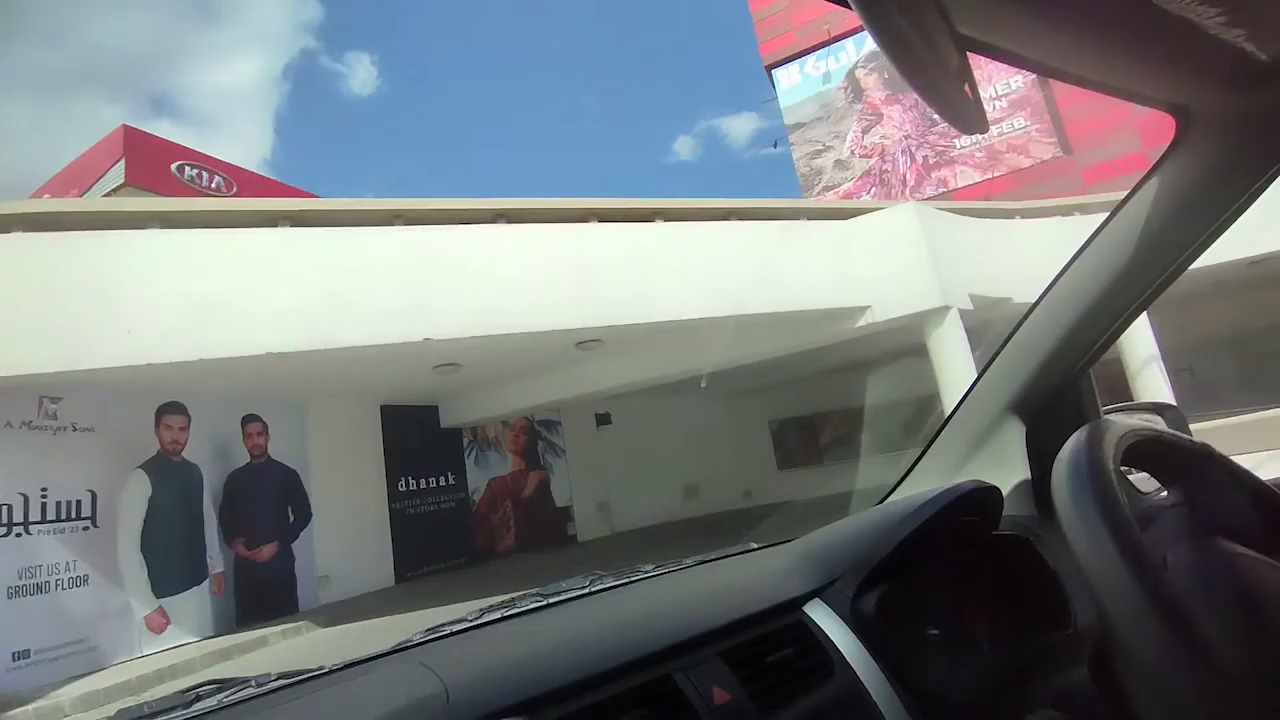 KIA
Gul
MER
WN
16TH FEB.
A. Moosajee Sons
جستجو
Pre Eid '23
VISIT US AT
GROUND FLOOR
dhanak
FESTIVE COLLECTION
IN STORE NOW